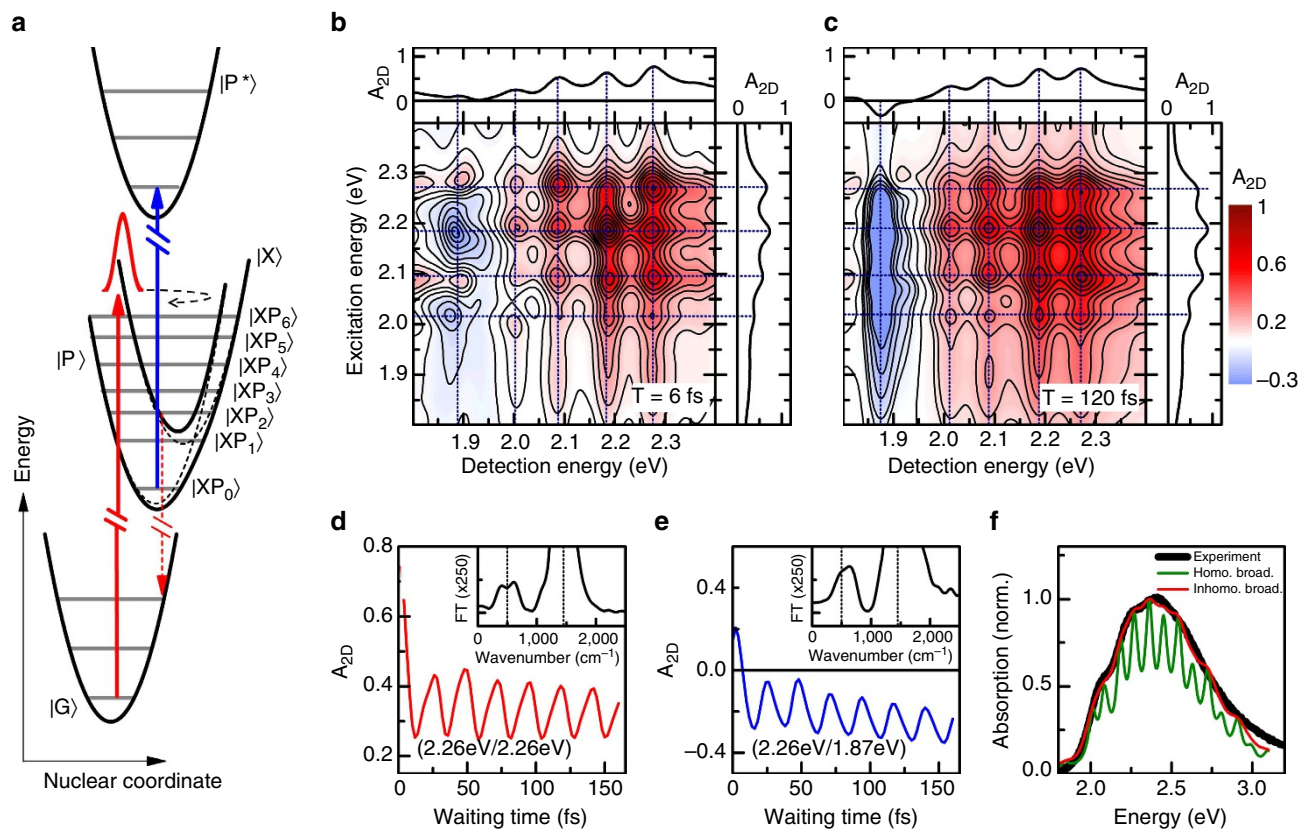 a
|P*⟩
|X⟩
|XP6⟩
|XP5⟩
|P⟩
|XP4⟩
|XP3⟩
|XP2⟩
|XP1⟩
|XP0⟩
|G⟩
Energy
Nuclear coordinate
b
A2D
1
0
A2D
0 1
Excitation energy (eV)
2.3
2.2
2.1
2.0
1.9
T = 6 fs
1.9 2.0 2.1 2.2 2.3
Detection energy (eV)
c
1
0
A2D
0 1
T = 120 fs
1.9 2.0 2.1 2.2 2.3
Detection energy (eV)
A2D
1
0.6
0.2
−0.3
d
A2D
0.8
0.6
0.4
0.2
FT (x250)
0 1,000 2,000
Wavenumber (cm−1)
(2.26eV/2.26eV)
0 50 100 150
Waiting time (fs)
e
A2D
0.4
0.0
−0.4
FT (x250)
0 1,000 2,000
Wavenumber (cm−1)
(2.26eV/1.87eV)
0 50 100 150
Waiting time (fs)
f
Absorption (norm.)
1.0
0.5
0.0
Experiment
Homo. broad.
Inhomo. broad.
2.0 2.5 3.0
Energy (eV)